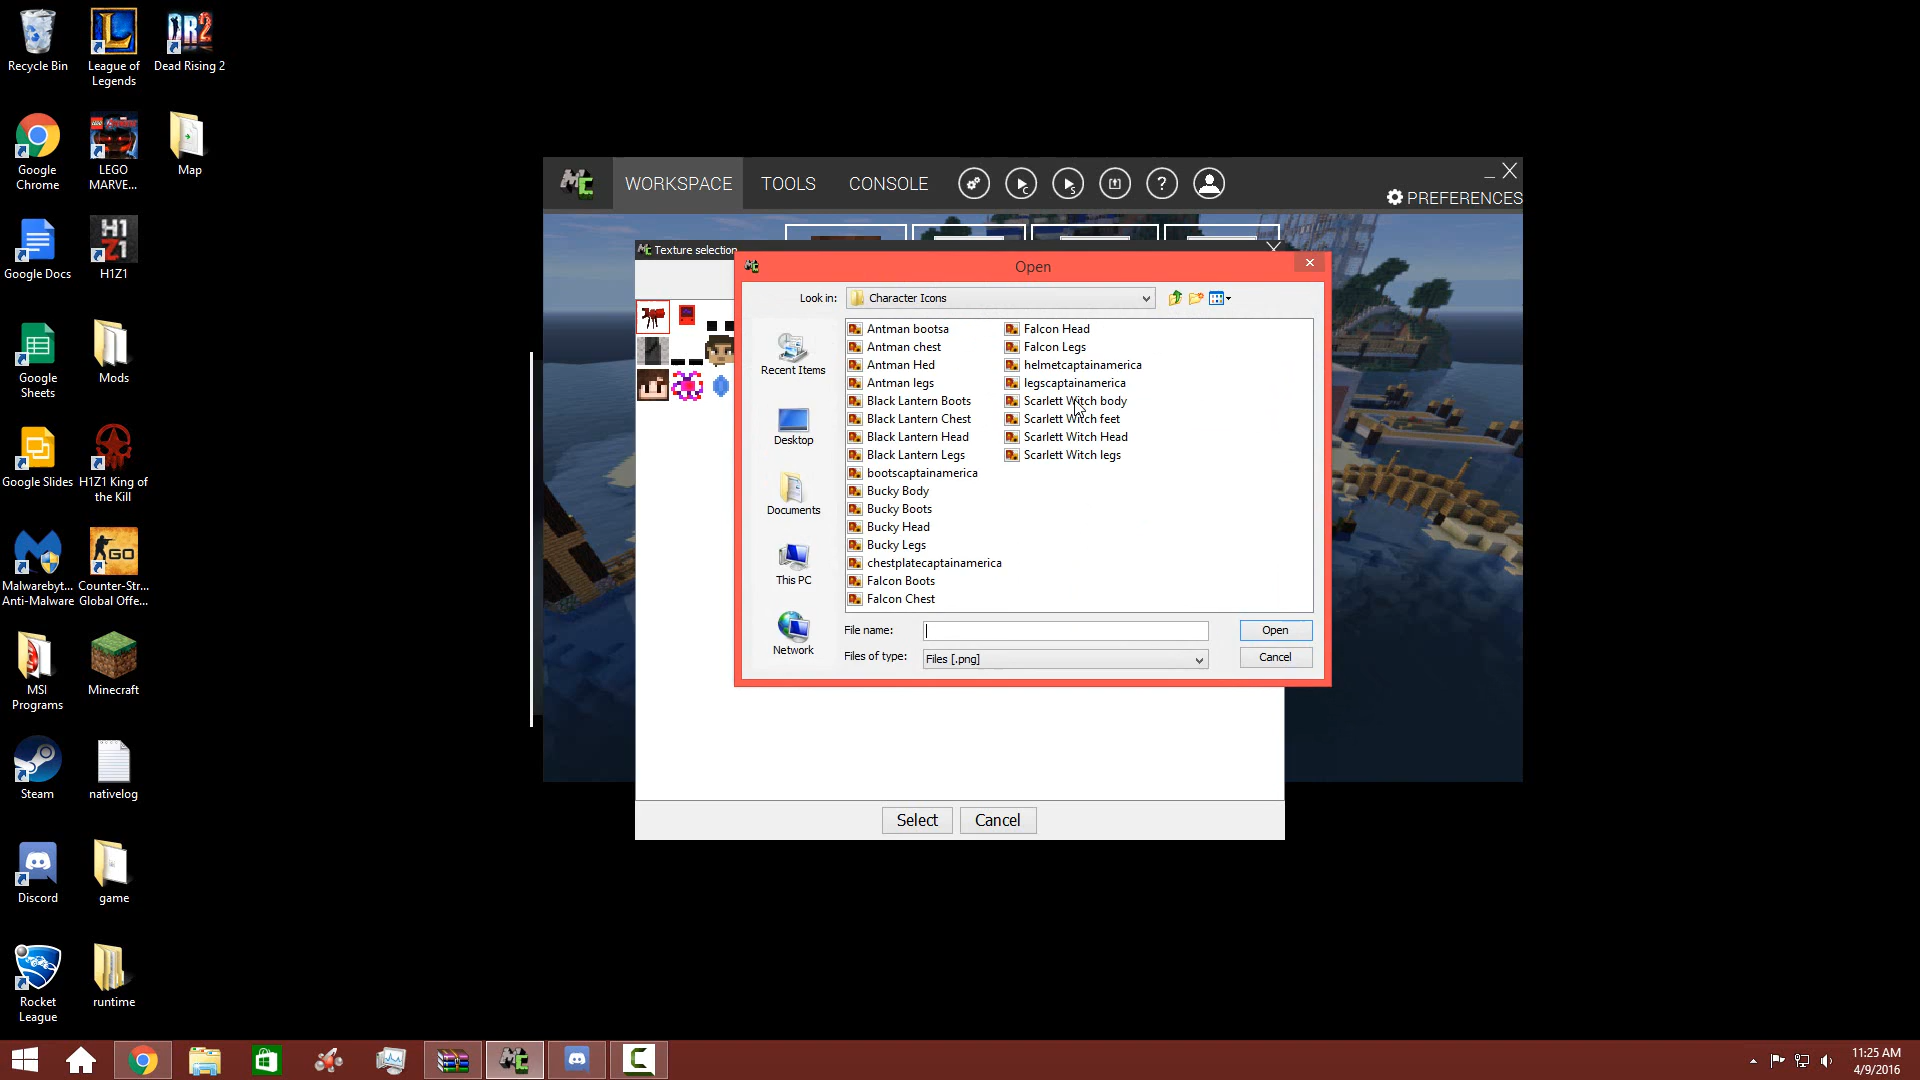 Recycle Bin
League of
Legends
Dead Rising 2
Google
Chrome
LEGO
MARVE...
Map
Google Docs
H1Z1
Google
Sheets
Mods
Google Slides
H1Z1 King of
the Kill
Malwarebyt...
Anti-Malware
Counter-Str...
Global Offe...
MSI
Programs
Minecraft
Steam
nativelog
Discord
game
Rocket
League
runtime
WORKSPACE
TOOLS
CONSOLE
PREFERENCES
Texture selection
Open
Look in:
Character Icons
Recent Items
Desktop
Documents
This PC
Network
Antman bootsa
Antman chest
Antman Hed
Antman legs
Black Lantern Boots
Black Lantern Chest
Black Lantern Head
Black Lantern Legs
bootscaptainamerica
Bucky Body
Bucky Boots
Bucky Head
Bucky Legs
chestplatecaptainamerica
Falcon Boots
Falcon Chest
Falcon Head
Falcon Legs
helmetcaptainamerica
legscaptainamerica
Scarlett Witch body
Scarlett Witch feet
Scarlett Witch Head
Scarlett Witch legs
File name:
Open
Files of type:
Files [.png]
Cancel
Select
Cancel
11:25 AM
4/9/2016